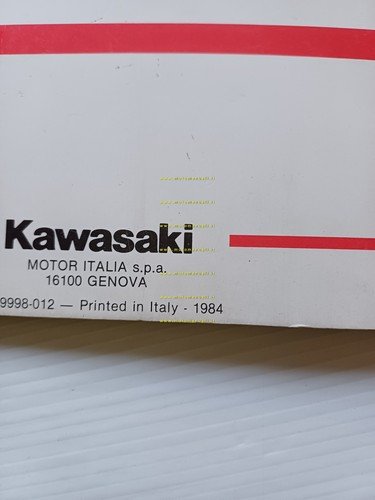 Kawasaki
MOTOR ITALIA s.p.a.
16100 GENOVA
9998-012 — Printed in Italy - 1984